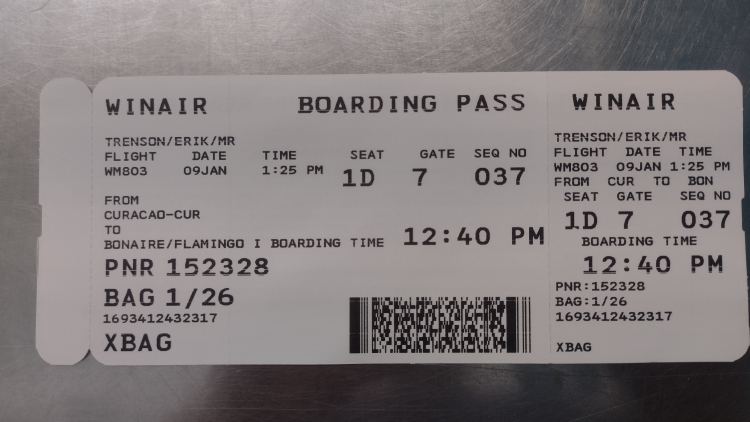 WINAIR BOARDING PASS
TRENSON/ERIK/MR
FLIGHT DATE TIME SEAT GATE SEQ NO
WM803 09JAN 1:25 PM 1D 7 037
FROM
CURACAO-CUR
TO
BONAIRE/FLAMINGO I BOARDING TIME 12:40 PM
PNR 152328
BAG 1/26
1693412432317
XBAG
WINAIR
TRENSON/ERIK/MR
FLIGHT DATE TIME
WM803 09JAN 1:25 PM
FROM CUR TO BON
SEAT GATE SEQ NO
1D 7 037
BOARDING TIME
12:40 PM
PNR:152328
BAG:1/26
1693412432317
XBAG